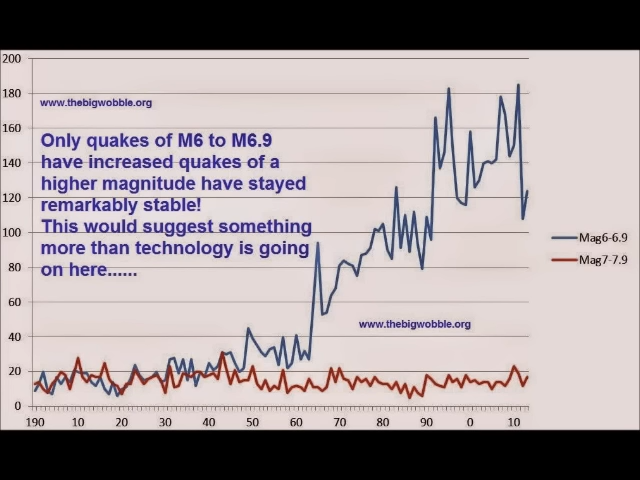 200
www.thebigwobble.org
180
Only quakes of M6 to M6.9
160
have increased quakes of a
140
higher magnitude have stayed
remarkably stable!
120
This would suggest something
100
more than technology is going
on here......
80
Mag6-6.9
Mag7-7.9
60
www.thebigwobble.org
40
20
0
190 10 20 30 40 50 60 70 80 90 0 10